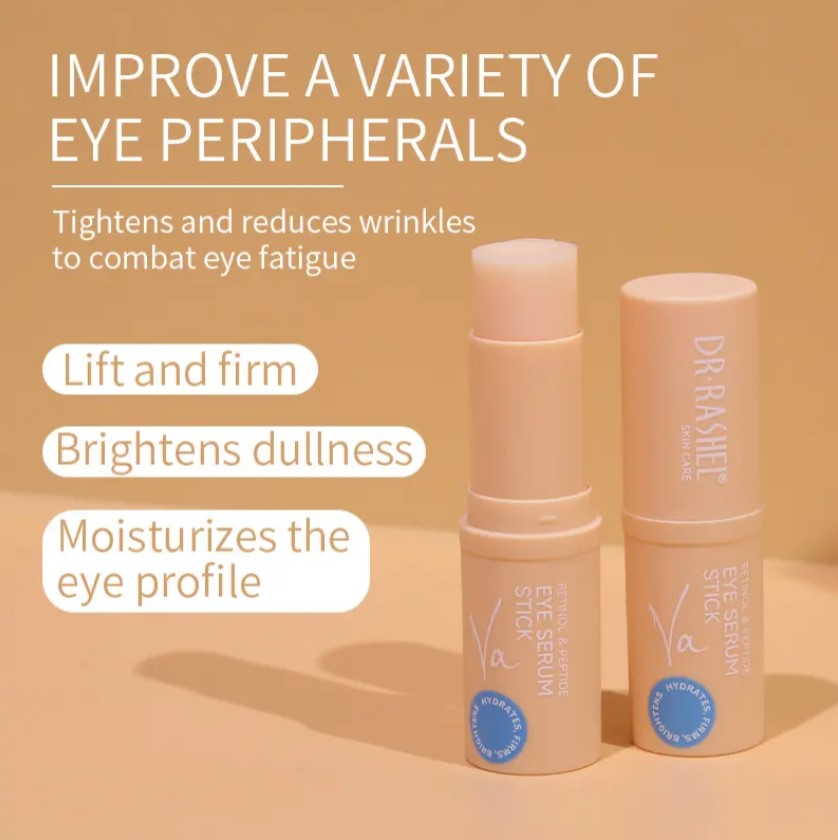 IMPROVE A VARIETY OF
EYE PERIPHERALS
Tightens and reduces wrinkles
to combat eye fatigue
Lift and firm
Brightens dullness
Moisturizes the
eye profile
RETINOL & PEPTIDE
EYE SERUM
STICK
Va
HYDRATES, FIRMS, BRIGHTENS
DR·RASHEL®
SKIN CARE
RETINOL & PEPTIDE
EYE SERUM
STICK
Va
HYDRATES, FIRMS, BRIGHTENS